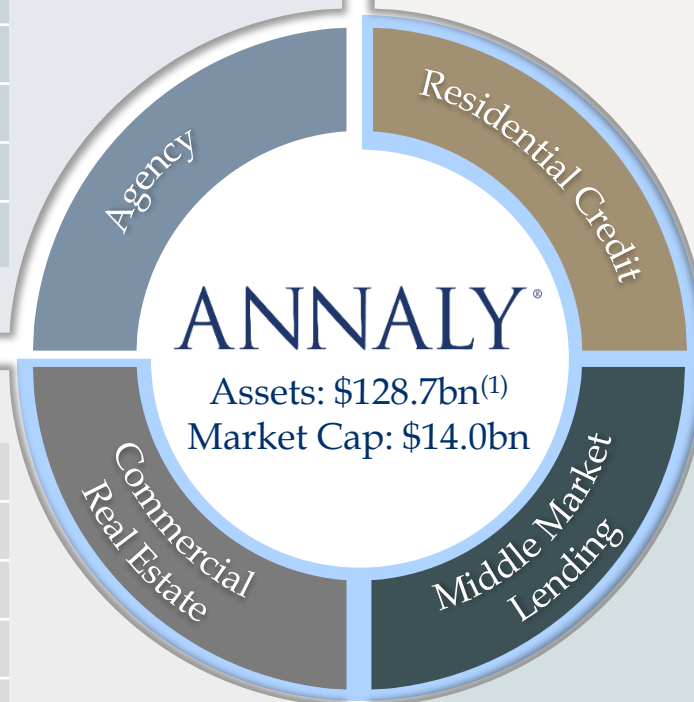 Agency
Residential Credit
ANNALY®
Assets: $128.7bn(1)
Market Cap: $14.0bn
Commercial
Real Estate
Middle Market
Lending